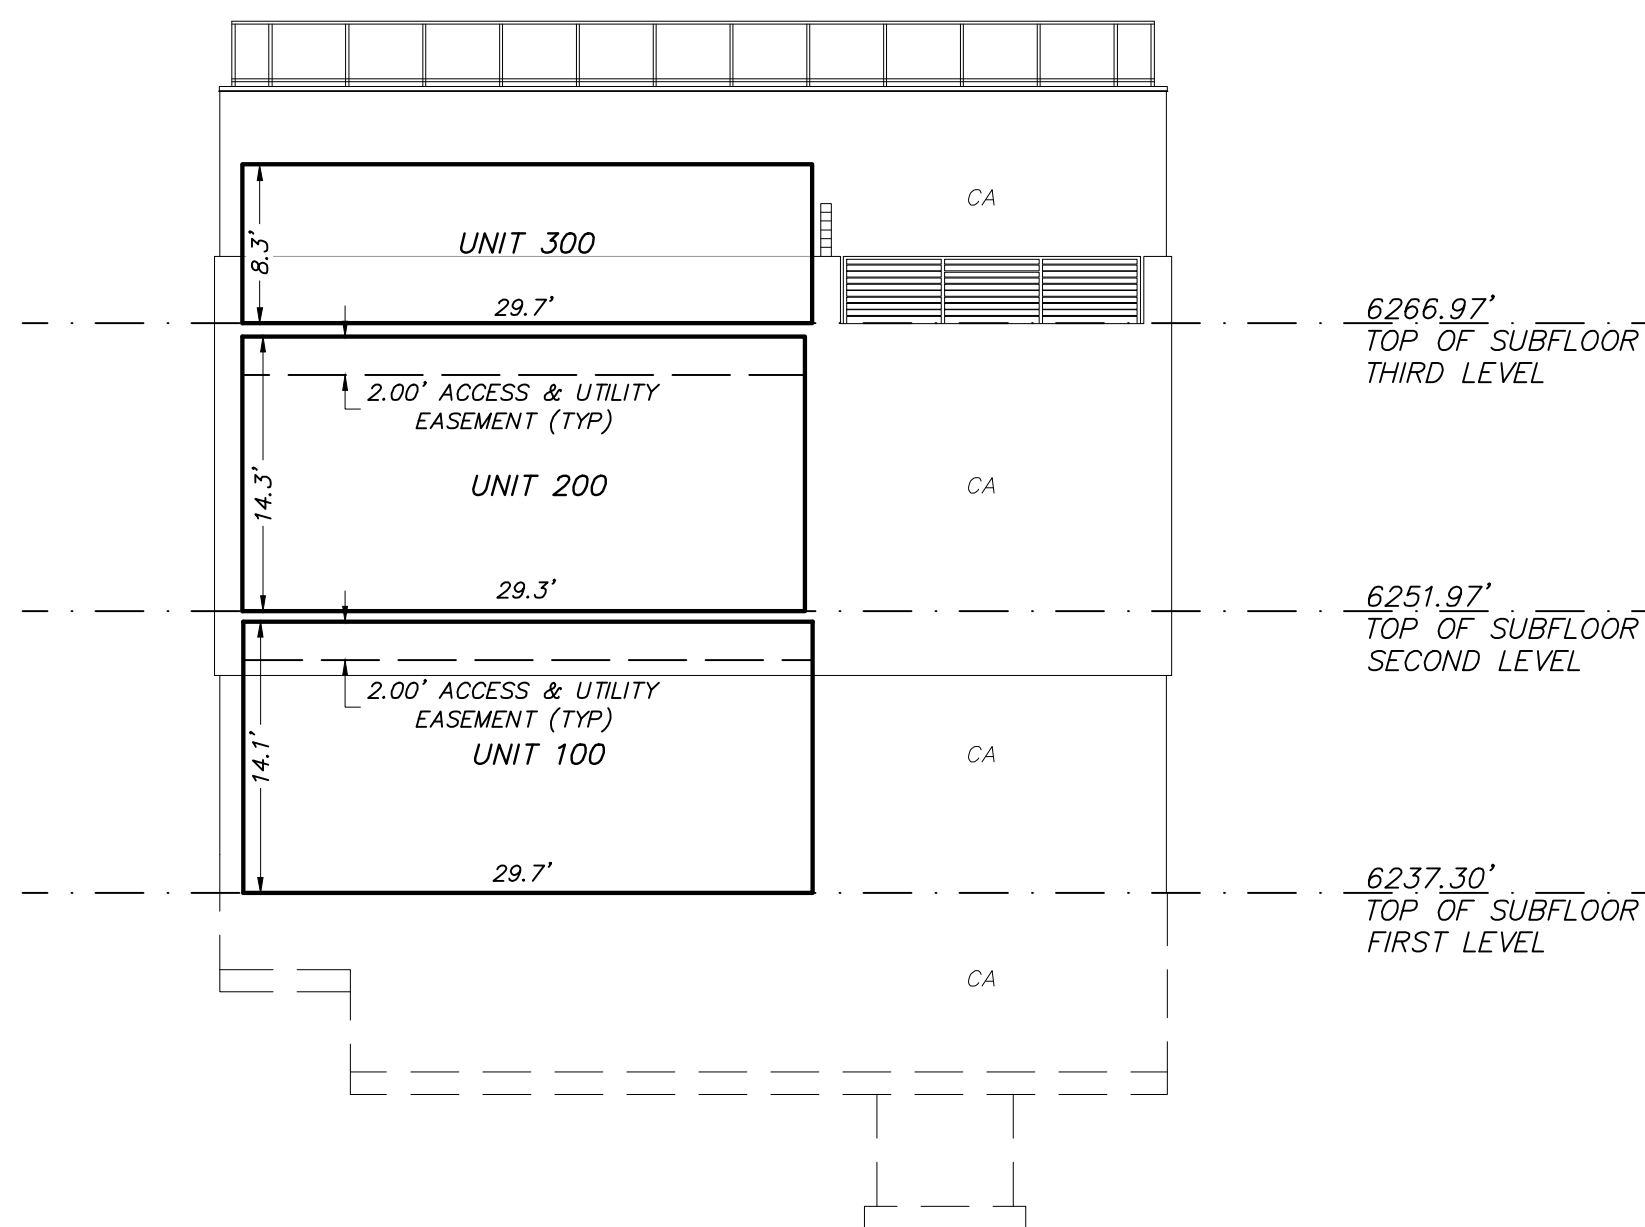 CA
UNIT 300
8.3'
29.7'
6266.97'
TOP OF SUBFLOOR
THIRD LEVEL
2.00' ACCESS & UTILITY
EASEMENT (TYP)
UNIT 200
CA
14.3'
29.3'
6251.97'
TOP OF SUBFLOOR
SECOND LEVEL
2.00' ACCESS & UTILITY
EASEMENT (TYP)
UNIT 100
CA
14.1'
29.7'
6237.30'
TOP OF SUBFLOOR
FIRST LEVEL
CA